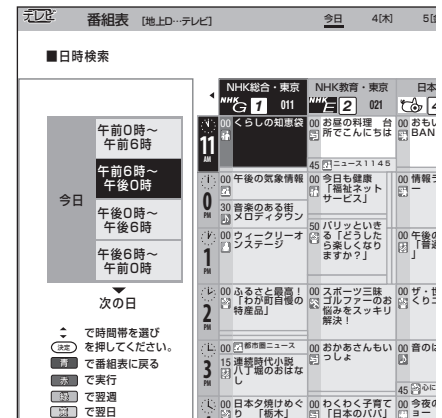 テレビ 番組表 [地上D…テレビ] 今日 4[木] 5[
■日時検索
今日
午前0時~
午前6時
午前6時~
午後0時
午後0時~
午後6時
午後6時~
午前0時
次の日
で時間帯を選び
決定 を押してください。
青 で番組表に戻る
赤 で実行
で翌週
で翌日
NHK総合・東京 NHK教育・東京 日本
NHK G 1 011 NHK E 2 021 4
11 AM
00 くらしの知恵袋
00 お昼の料理 台
所でこんにちは
00 おもい
BAN
45 ニュース1145
0 PM
00 午後の気象情報
00 今日も健康
「福祉ネット
サービス」
00 情報ラ
ー
30 音楽のある街
メロディタウン
50 バリッといき
る「どうした
ら楽しくなり
ますか?」
1 PM
00 ウィークリーオ
ンステージ
00 午後の
「普通
」
2 PM
00 ふるさと最高!
「わが町自慢の
特産品」
00 スポーツ三昧
ゴルファーのお
悩みをスッキリ
解決!
00 ザ・世
くりニ
3 PM
00 都市圏ニュース
00 おかあさんもい
っしょ
00 音のは
15 連続時代小説
八丁堀のおはな
し
45 心に
00 日本夕焼けめぐ
り「栃木」
00 わくわく子育て
「日本のパパ」
00 今夜の
ョー